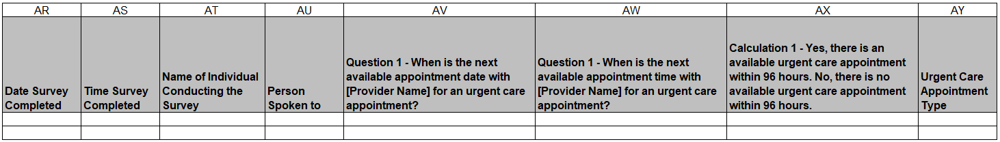 AR AS AT AU AV AW AX AY
Date Survey
Completed
Time Survey
Completed
Name of Individual
Conducting the
Survey
Person
Spoken to
Question 1 - When is the next
available appointment date with
[Provider Name] for an urgent care
appointment?
Question 1 - When is the next
available appointment time with
[Provider Name] for an urgent care
appointment?
Calculation 1 - Yes, there is an
available urgent care appointment
within 96 hours. No, there is no
available urgent care appointment
within 96 hours.
Urgent Care
Appointment
Type